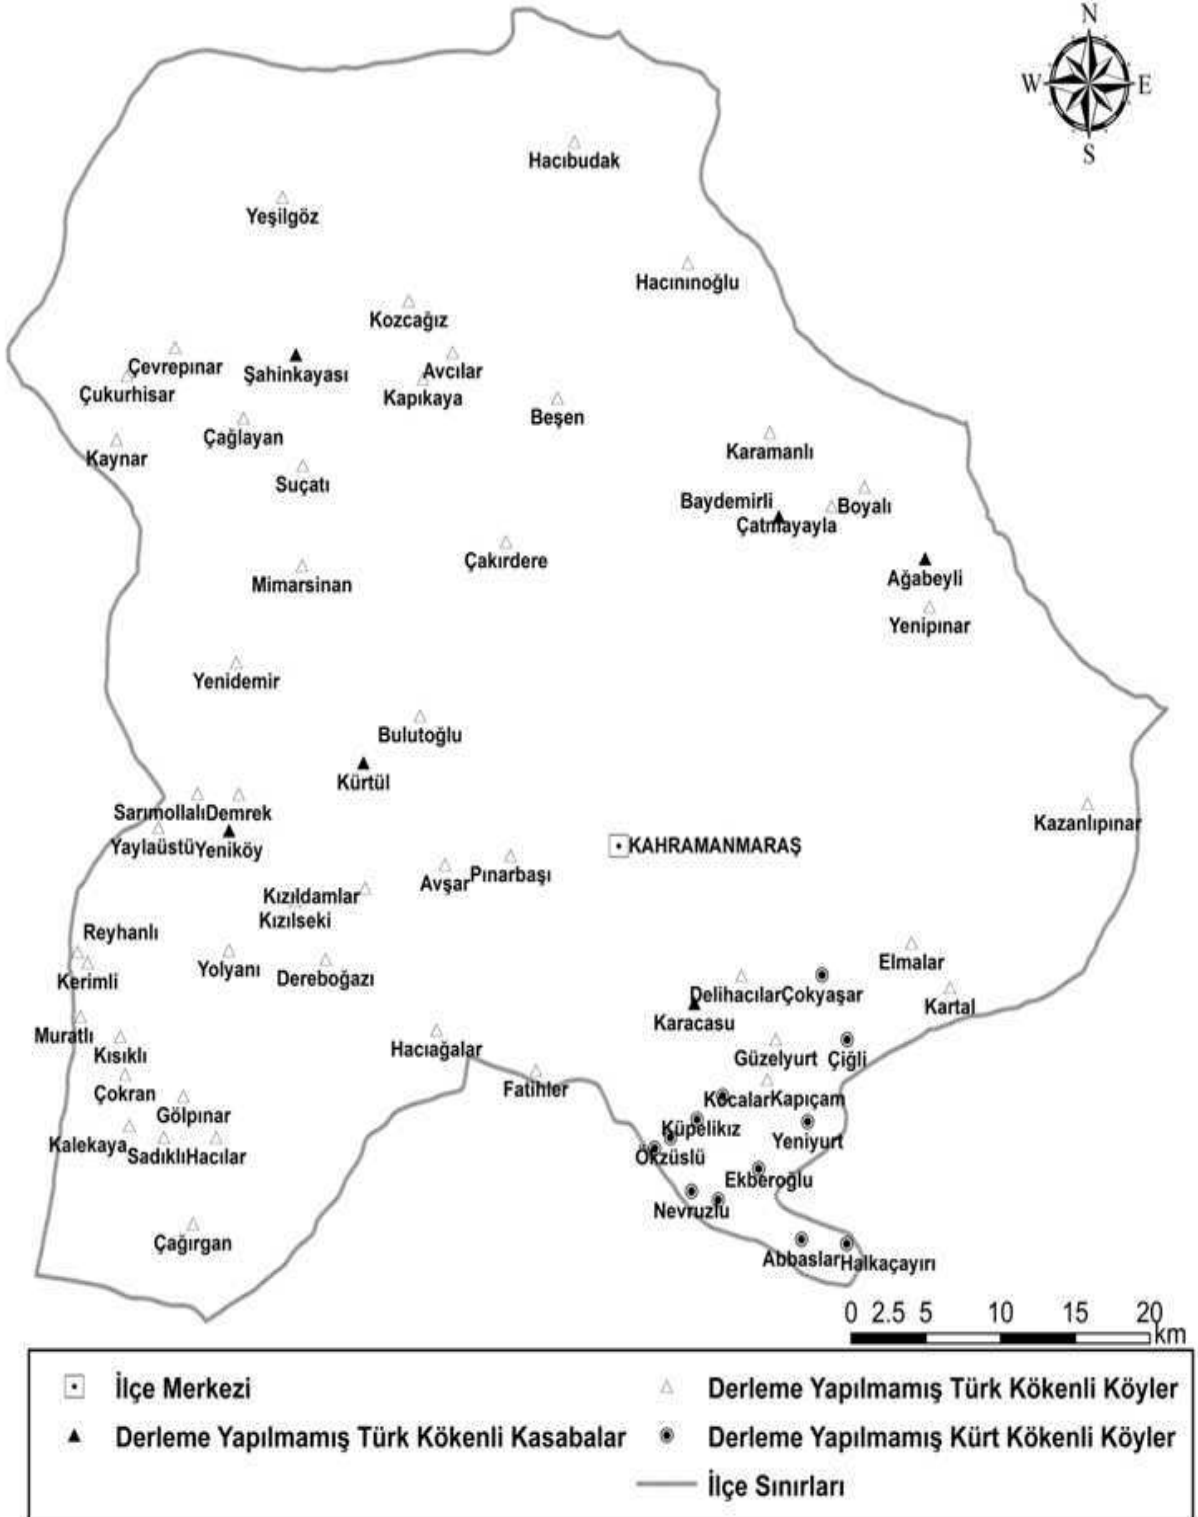 N
W E
S
Hacıbudak
Yeşilgöz
Hacınınoğlu
Kozcağız
Çevrepınar
Şahinkayası
Avcılar
Çukurhisar
Kapıkaya
Beşen
Çağlayan
Kaynar
Karamanlı
Suçatı
Baydemirli
Boyalı
Çatmayayla
Çakırdere
Ağabeyli
Mimarsinan
Yenipınar
Yenidemir
Bulutoğlu
Kürtül
Sarımollalı Demrek
Kazanlıpınar
Yaylaüstü Yeniköy
KAHRAMANMARAŞ
Avşar Pınarbaşı
Kızıldamlar
Kızılseki
Reyhanlı
Elmalar
Kerimli
Yolyanı
Dereboğazı
Delihacılar Çokyaşar
Kartal
Karacasu
Muratlı
Kısıklı
Hacıağalar
Güzelyurt Çiğli
Çokran
Fatihler
Kocalar Kapıçam
Gölpınar
Küpelikız
Yeniyurt
Kalekaya
Sadıklı Hacılar
Öküzlü
Ekberoğlu
Nevruzlu
Çağırgan
Abbaslar Halkaçayırı
0 2.5 5 10 15 20
km
İlçe Merkezi
Derleme Yapılmamış Türk Kökenli Köyler
Derleme Yapılmamış Türk Kökenli Kasabalar
Derleme Yapılmamış Kürt Kökenli Köyler
İlçe Sınırları